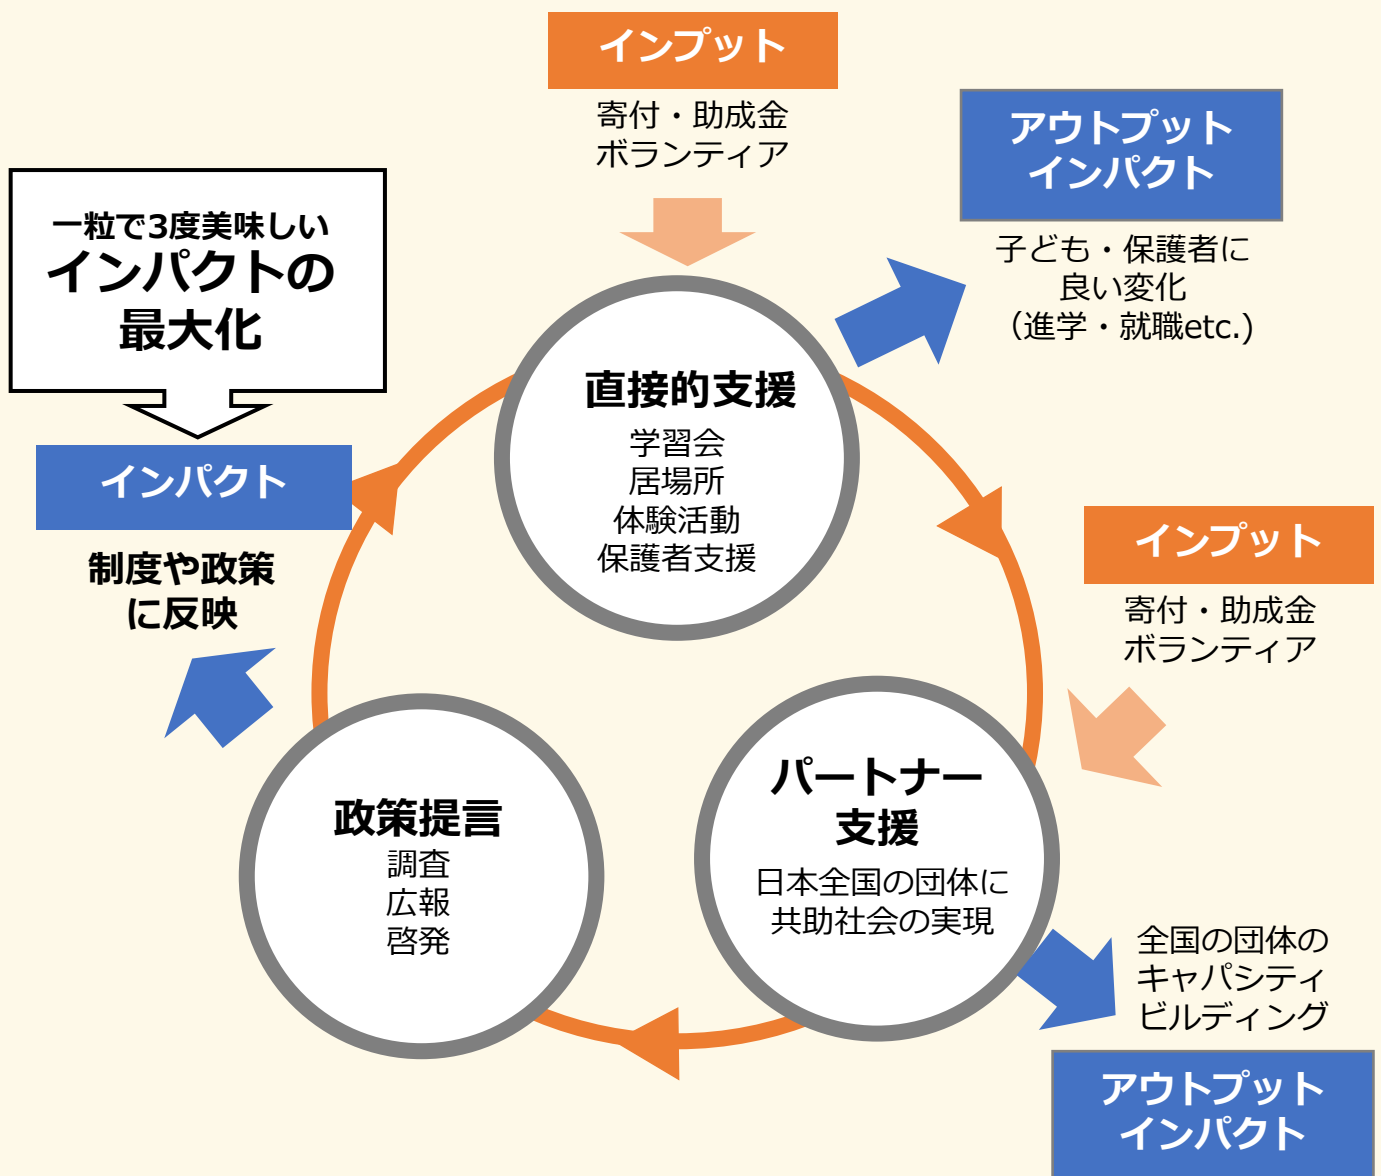 インプット
寄付・助成金
ボランティア
アウトプット
インパクト
子ども・保護者に
良い変化
（進学・就職etc.)
一粒で3度美味しい
インパクトの
最大化
インパクト
制度や政策
に反映
直接的支援
学習会
居場所
体験活動
保護者支援
インプット
寄付・助成金
ボランティア
パートナー
支援
日本全国の団体に
共助社会の実現
政策提言
調査
広報
啓発
全国の団体の
キャパシティ
ビルディング
アウトプット
インパクト